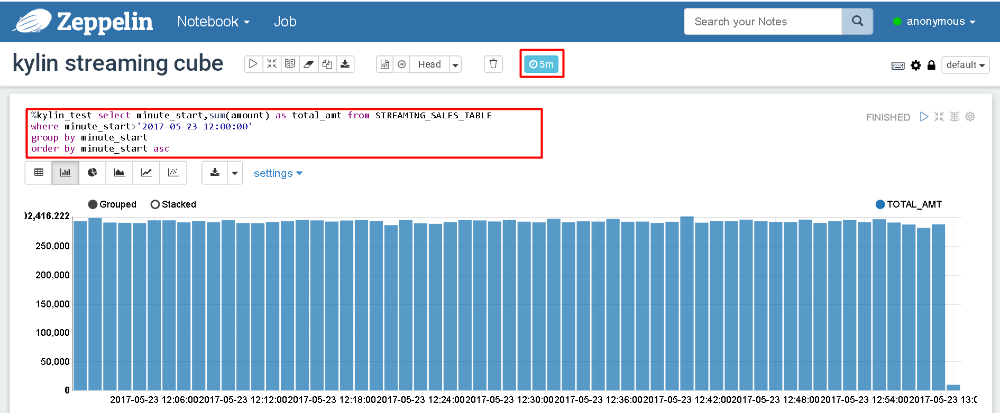 Zeppelin Notebook Job Search your Notes anonymous
kylin streaming cube Head 5m default
%kylin_test select minute_start,sum(amount) as total_amt from STREAMING_SALES_TABLE
where minute_start>'2017-05-23 12:00:00'
group by minute_start
order by minute_start asc
FINISHED
settings
Grouped Stacked TOTAL_AMT
02,416.222
250,000
200,000
150,000
100,000
50,000
0
2017-05-23 12:06:002017-05-23 12:12:002017-05-23 12:18:002017-05-23 12:24:002017-05-23 12:30:002017-05-23 12:36:002017-05-23 12:42:002017-05-23 12:48:002017-05-23 12:54:002017-05-23 13:0